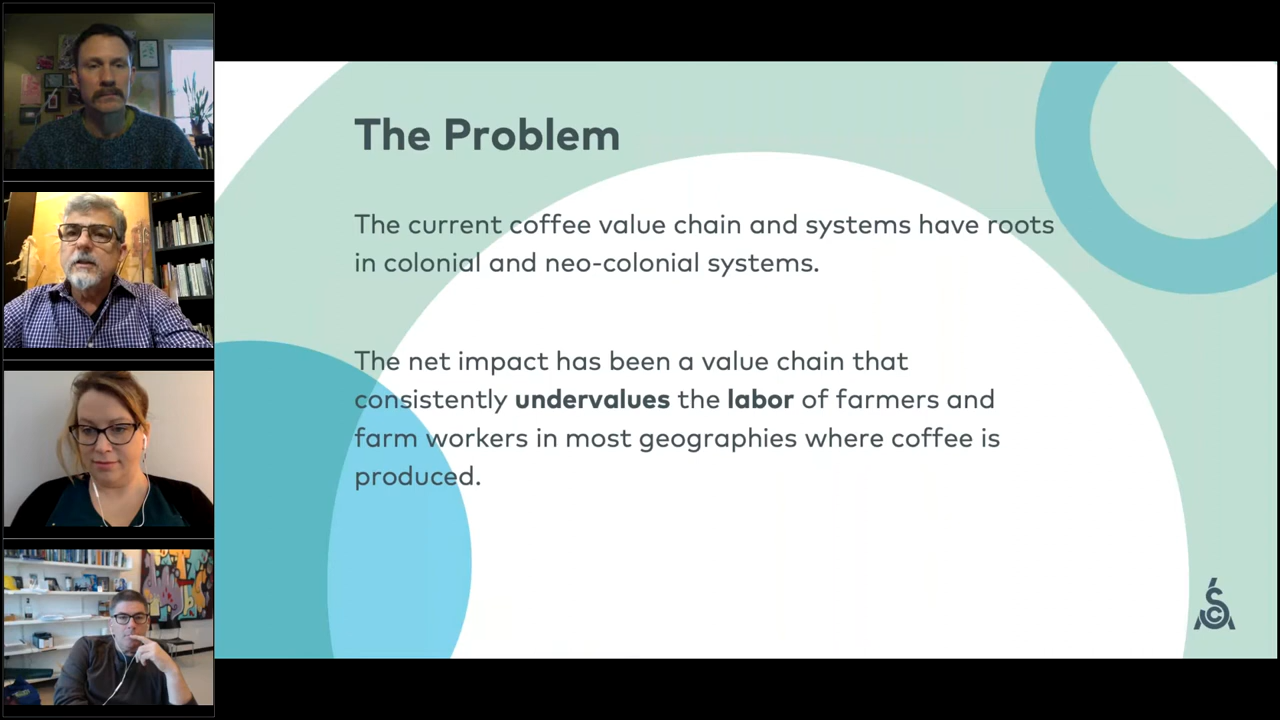 The Problem
The current coffee value chain and systems have roots
in colonial and neo-colonial systems.
The net impact has been a value chain that
consistently undervalues the labor of farmers and
farm workers in most geographies where coffee is
produced.